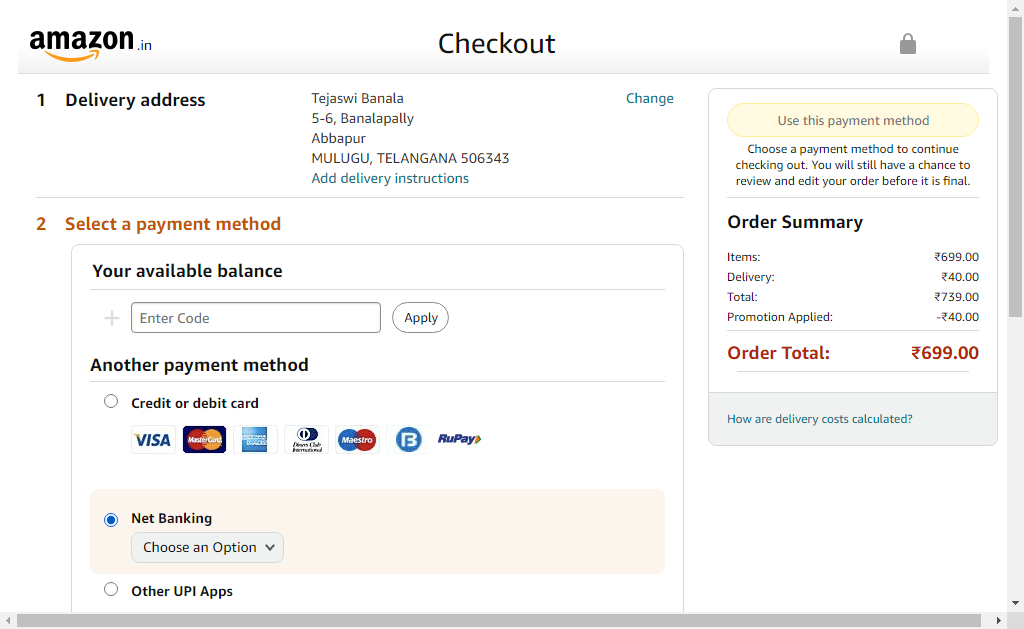 amazon.in
Checkout
1 Delivery address
Tejaswi Banala
5-6, Banalapally
Abbapur
MULUGU, TELANGANA 506343
Add delivery instructions
Change
2 Select a payment method
Your available balance
Enter Code
Apply
Another payment method
Credit or debit card
VISA MasterCard AMERICAN EXPRESS Diners Club International Maestro B RuPay
Net Banking
Choose an Option
Other UPI Apps
Use this payment method
Choose a payment method to continue
checking out. You will still have a chance to
review and edit your order before it is final.
Order Summary
Items: ₹699.00
Delivery: ₹40.00
Total: ₹739.00
Promotion Applied: -₹40.00
Order Total: ₹699.00
How are delivery costs calculated?